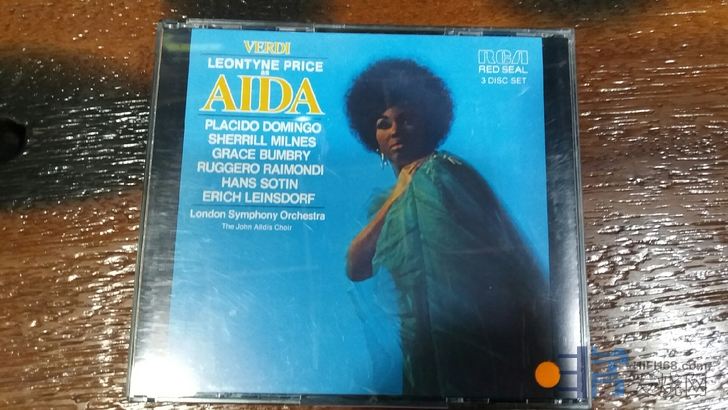 VERDI
LEONTYNE PRICE
as
AIDA
PLACIDO DOMINGO
SHERRILL MILNES
GRACE BUMBRY
RUGGERO RAIMONDI
HANS SOTIN
ERICH LEINSDORF
London Symphony Orchestra
The John Alldis Choir
RCA
RED SEAL
3 DISC SET